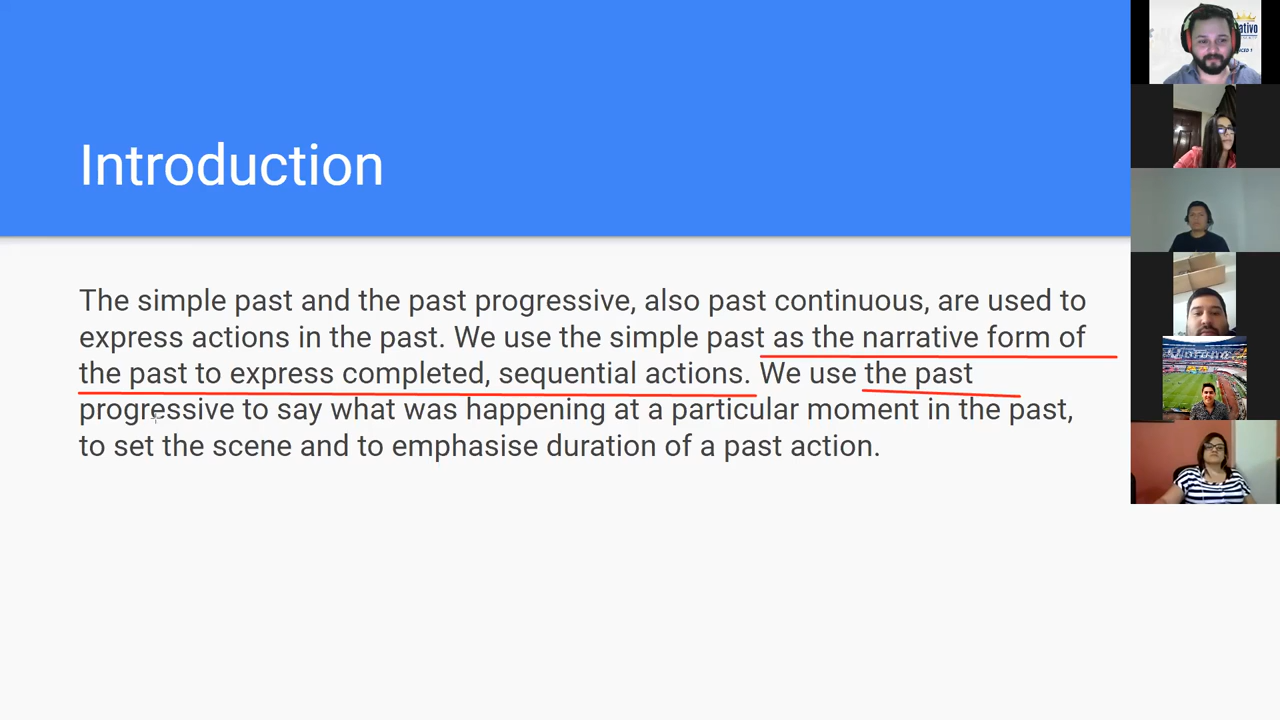 Introduction
The simple past and the past progressive, also past continuous, are used to
express actions in the past. We use the simple past as the narrative form of
the past to express completed, sequential actions. We use the past
progressive to say what was happening at a particular moment in the past,
to set the scene and to emphasise duration of a past action.
ativo